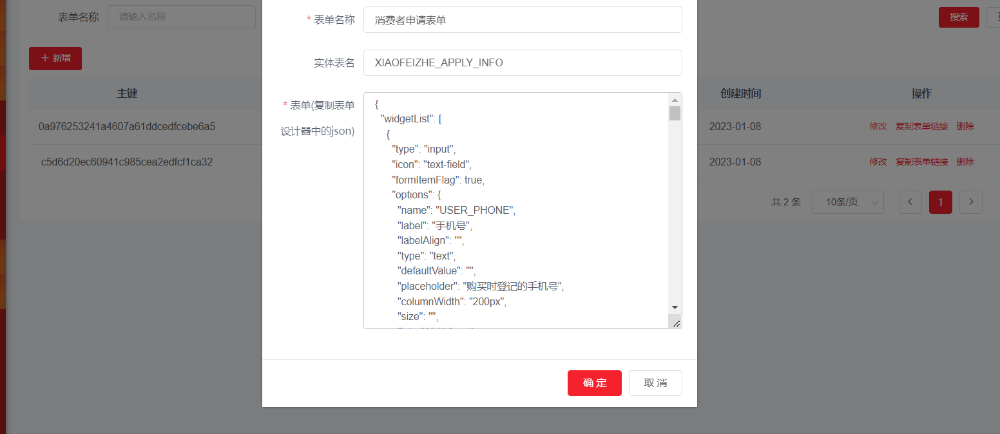 表单名称
请输入名称
搜索
新增
主键
创建时间
操作
0a976253241a4607a61ddcedfcebe6a5
2023-01-08
修改 复制表单链接 删除
c5d6d20ec60941c985cea2edfcf1ca32
2023-01-08
修改 复制表单链接 删除
共 2 条
10条/页
1
* 表单名称
消费者申请表单
实体表名
XIAOFEIZHE_APPLY_INFO
* 表单(复制表单
设计器中的json)
{
"widgetList": [
{
"type": "input",
"icon": "text-field",
"formItemFlag": true,
"options": {
"name": "USER_PHONE",
"label": "手机号",
"labelAlign": "",
"type": "text",
"defaultValue": "",
"placeholder": "购买时登记的手机号",
"columnWidth": "200px",
"size": "",
确 定
取 消